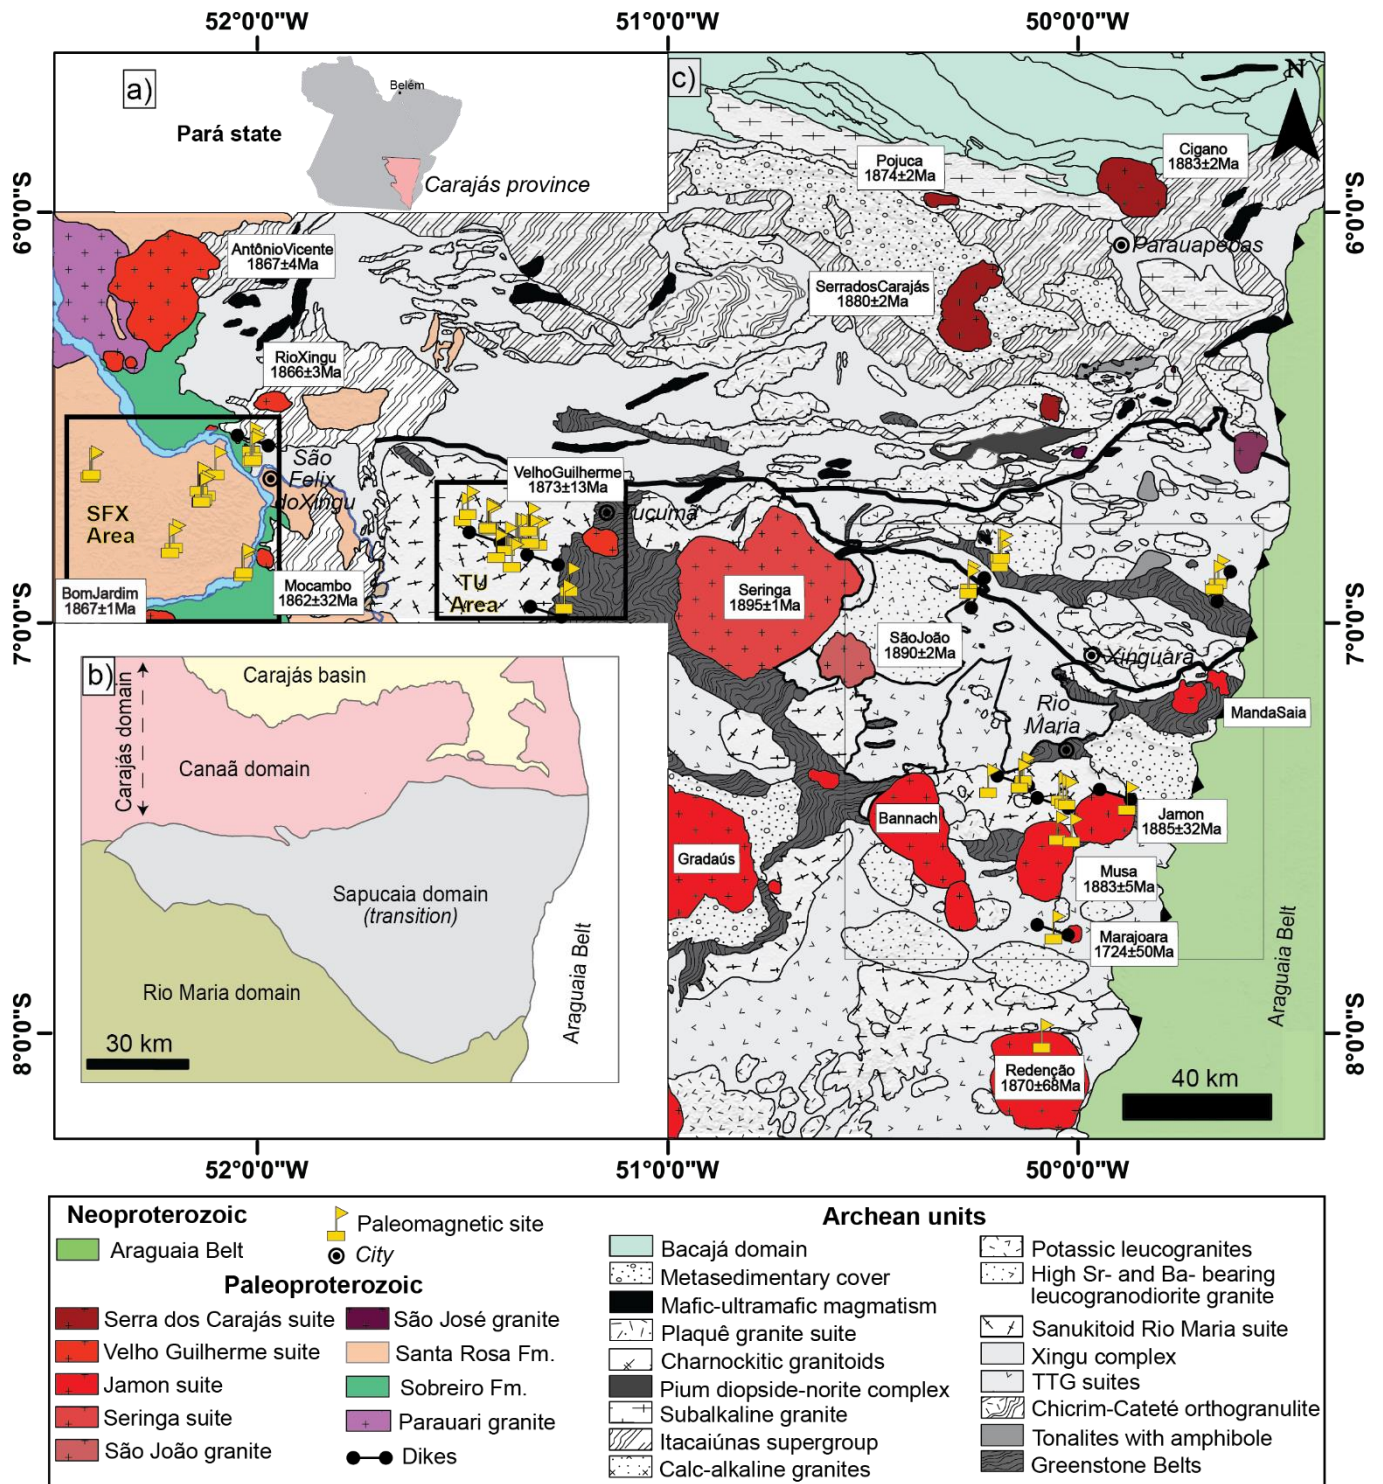 52°0'0"W
51°0'0"W
50°0'0"W
a)
Belém
Pará state
Carajás province
c)
N
Pojuca
1874±2Ma
Cigano
1883±2Ma
6°0'0"S
6°0'0"S
Parauapebas
AntônioVicente
1867±4Ma
SerradosCarajás
1880±2Ma
RioXingu
1866±3Ma
São
Felix
doXingu
VelhoGuilherme
1873±13Ma
Tucumã
SFX
Area
TU
Area
BomJardim
1867±1Ma
Mocambo
1862±32Ma
Seringa
1895±1Ma
SãoJoão
1890±2Ma
7°0'0"S
7°0'0"S
Xinguara
b)
Carajás basin
Carajás domain
Canaã domain
Sapucaia domain
(transition)
Rio Maria domain
Araguaia Belt
30 km
Rio
Maria
MandaSaia
Bannach
Jamon
1885±32Ma
Gradaús
Musa
1883±5Ma
Marajoara
1724±50Ma
Araguaia Belt
8°0'0"S
8°0'0"S
Redenção
1870±68Ma
40 km
52°0'0"W
51°0'0"W
50°0'0"W
Neoproterozoic
Araguaia Belt
Paleomagnetic site
City
Paleoproterozoic
Serra dos Carajás suite
Velho Guilherme suite
Jamon suite
Seringa suite
São João granite
São José granite
Santa Rosa Fm.
Sobreiro Fm.
Parauari granite
Dikes
Archean units
Bacajá domain
Metasedimentary cover
Mafic-ultramafic magmatism
Plaquê granite suite
Charnockitic granitoids
Pium diopside-norite complex
Subalkaline granite
Itacaiúnas supergroup
Calc-alkaline granites
Potassic leucogranites
High Sr- and Ba- bearing
leucogranodiorite granite
Sanukitoid Rio Maria suite
Xingu complex
TTG suites
Chicrim-Cateté orthogranulite
Tonalites with amphibole
Greenstone Belts